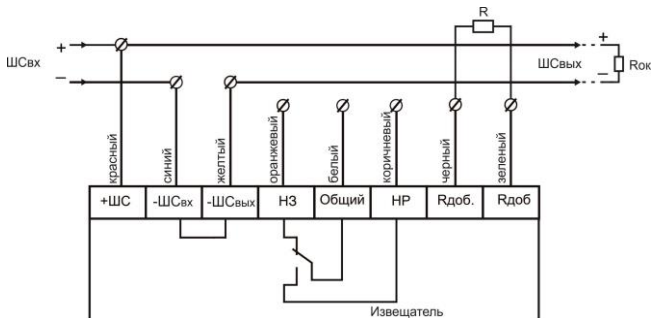 R
+
ШСвх
–
ШСвых
+
–
Rок
красный
синий
желтый
оранжевый
белый
коричневый
черный
зеленый
+ШС
-ШСвх
-ШСвых
НЗ
Общий
НР
Rдоб.
Rдоб
Извещатель